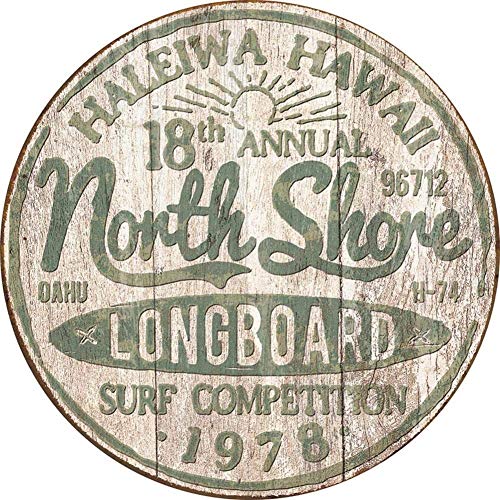 HALEIWA HAWAII
18th ANNUAL
96712
North Shore
OAHU H-74
LONGBOARD
SURF COMPETITION
· 1978 ·